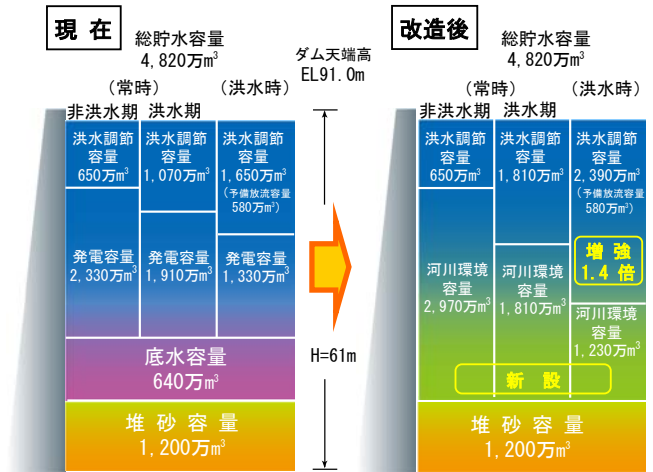 現 在
総貯水容量
4,820万m³
（常時）
（洪水時）
非洪水期
洪水期
洪水調節
容量
650万m³
洪水調節
容量
1,070万m³
洪水調節
容量
1,650万m³
（予備放流容量
580万m³）
発電容量
2,330万m³
発電容量
1,910万m³
発電容量
1,330万m³
底水容量
640万m³
堆 砂 容 量
1,200万m³
ダム天端高
EL91.0m
H=61m
改造後
総貯水容量
4,820万m³
（常時）
（洪水時）
非洪水期
洪水期
洪水調節
容量
650万m³
洪水調節
容量
1,810万m³
洪水調節
容量
2,390万m³
（予備放流容量
580万m³）
増 強
1.4 倍
河川環境
容量
2,970万m³
河川環境
容量
1,810万m³
河川環境
容量
1,230万m³
新 設
堆 砂 容 量
1,200万m³